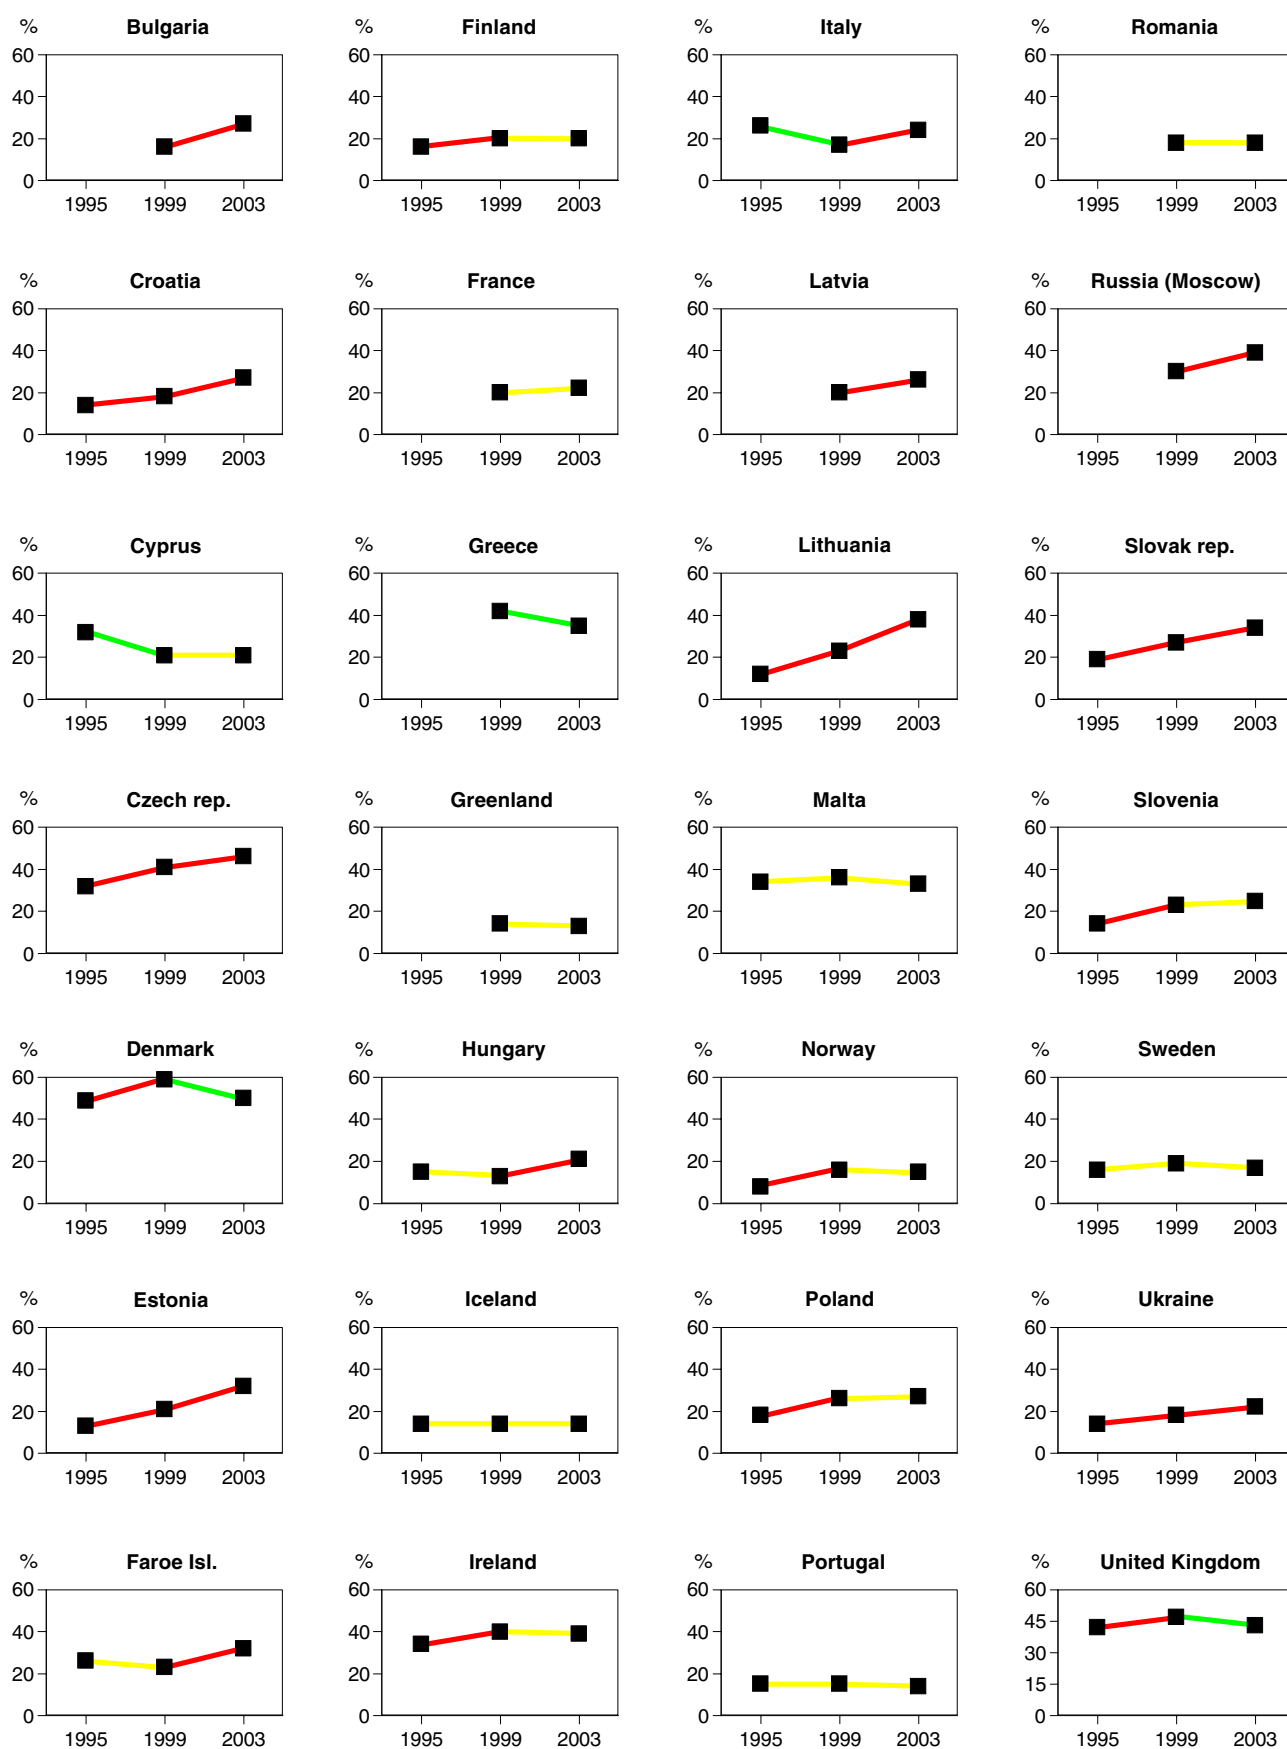 % Bulgaria % Finland % Italy % Romania
60 60 60 60
40 40 40 40
20 20 20 20
0 0 0 0
1995 1999 2003 1995 1999 2003 1995 1999 2003 1995 1999 2003
% Croatia % France % Latvia % Russia (Moscow)
60 60 60 60
40 40 40 40
20 20 20 20
0 0 0 0
1995 1999 2003 1995 1999 2003 1995 1999 2003 1995 1999 2003
% Cyprus % Greece % Lithuania % Slovak rep.
60 60 60 60
40 40 40 40
20 20 20 20
0 0 0 0
1995 1999 2003 1995 1999 2003 1995 1999 2003 1995 1999 2003
% Czech rep. % Greenland % Malta % Slovenia
60 60 60 60
40 40 40 40
20 20 20 20
0 0 0 0
1995 1999 2003 1995 1999 2003 1995 1999 2003 1995 1999 2003
% Denmark % Hungary % Norway % Sweden
60 60 60 60
40 40 40 40
20 20 20 20
0 0 0 0
1995 1999 2003 1995 1999 2003 1995 1999 2003 1995 1999 2003
% Estonia % Iceland % Poland % Ukraine
60 60 60 60
40 40 40 40
20 20 20 20
0 0 0 0
1995 1999 2003 1995 1999 2003 1995 1999 2003 1995 1999 2003
% Faroe Isl. % Ireland % Portugal % United Kingdom
60 60 60 60
40 40 40 45
20 20 20 30
15
0 0 0 0
1995 1999 2003 1995 1999 2003 1995 1999 2003 1995 1999 2003